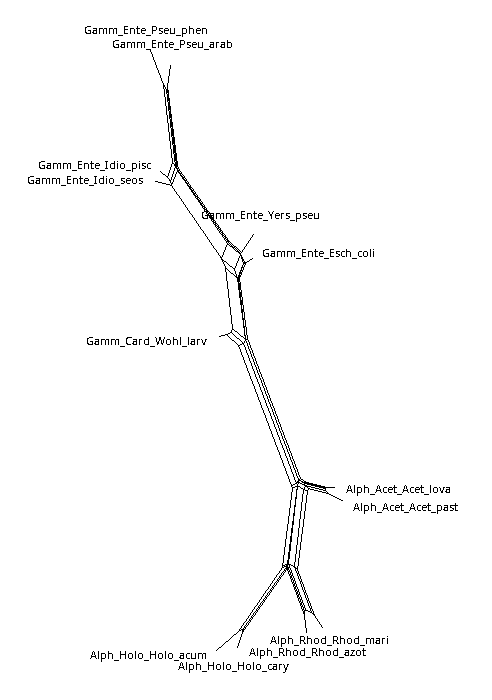 Gamm_Ente_Pseu_phen
Gamm_Ente_Pseu_arab
Gamm_Ente_Idio_pisc
Gamm_Ente_Idio_seos
Gamm_Ente_Yers_pseu
Gamm_Ente_Esch_coli
Gamm_Card_Wohl_larv
Alph_Acet_Acet_lova
Alph_Acet_Acet_past
Alph_Rhod_Rhod_mari
Alph_Rhod_Rhod_azot
Alph_Holo_Holo_acum
Alph_Holo_Holo_cary